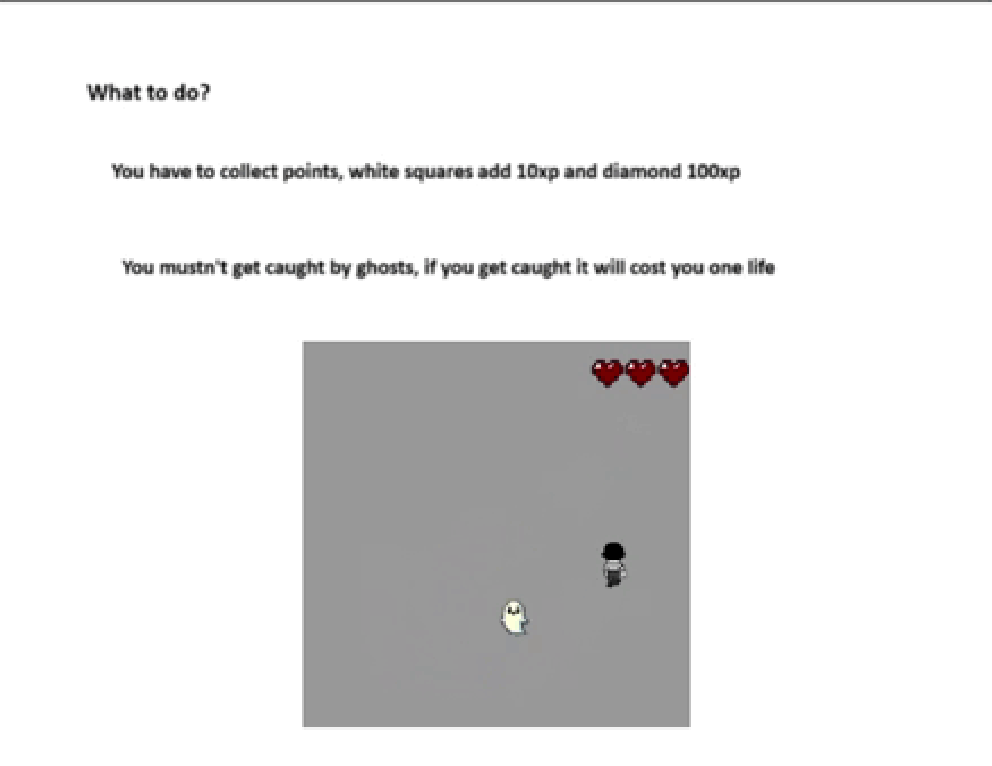 What to do?
You have to collect points, white squares add 10xp and diamond 100xp
You mustn't get caught by ghosts, if you get caught it will cost you one life